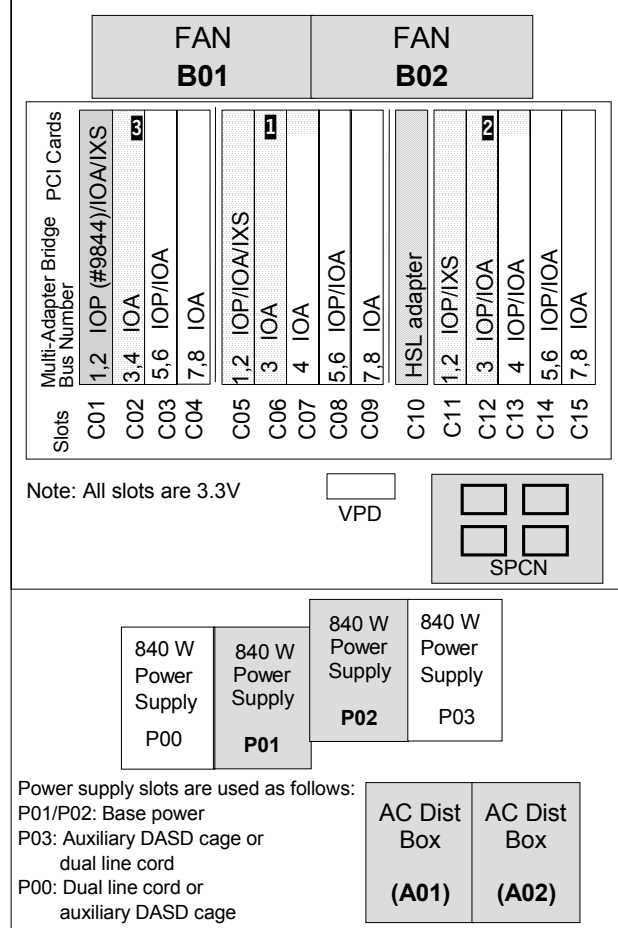 FAN
B01
FAN
B02
Slots
Multi-Adapter Bridge
Bus Number
PCI Cards
C01 1,2 IOP (#9844)/IOA/IXS
C02 3,4 IOA 3
C03 5,6 IOP/IOA
C04 7,8 IOA
C05 1,2 IOP/IOA/IXS
C06 3 IOA 1
C07 4 IOA
C08 5,6 IOP/IOA
C09 7,8 IOA
C10 HSL adapter
C11 1,2 IOP/IXS
C12 3 IOP/IOA 2
C13 4 IOP/IOA
C14 5,6 IOP/IOA
C15 7,8 IOA
Note: All slots are 3.3V
VPD
SPCN
840 W
Power
Supply
P00
840 W
Power
Supply
P01
840 W
Power
Supply
P02
840 W
Power
Supply
P03
Power supply slots are used as follows:
P01/P02: Base power
P03: Auxiliary DASD cage or
dual line cord
P00: Dual line cord or
auxiliary DASD cage
AC Dist
Box
(A01)
AC Dist
Box
(A02)